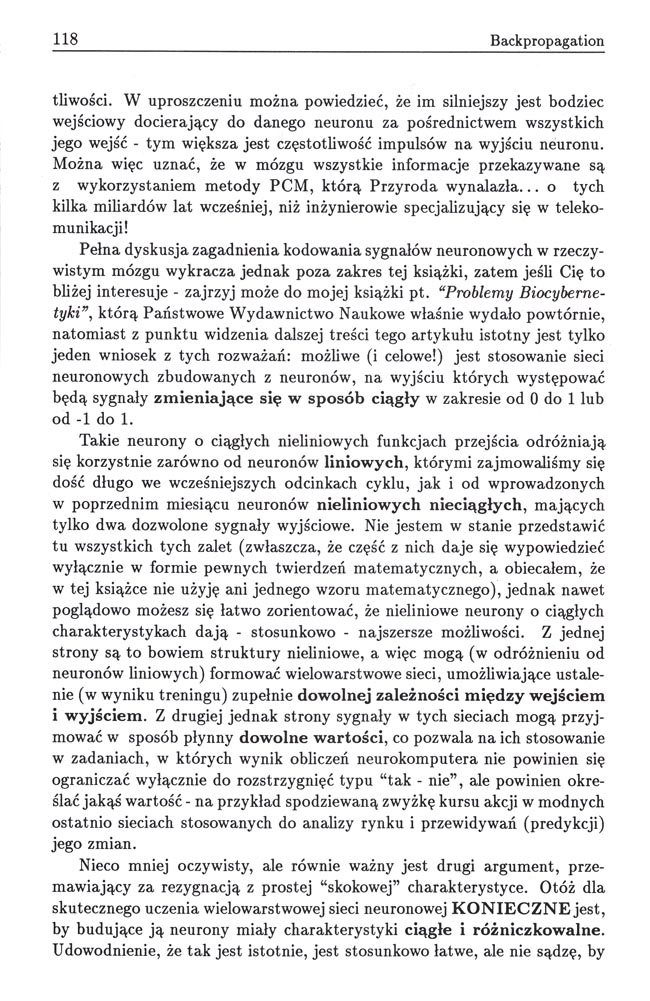 118 Backpropagation
tliwości. W uproszczeniu można powiedzieć, że im silniejszy jest bodziec
wejściowy docierający do danego neuronu za pośrednictwem wszystkich
jego wejść - tym większa jest częstotliwość impulsów na wyjściu neuronu.
Można więc uznać, że w mózgu wszystkie informacje przekazywane są
z wykorzystaniem metody PCM, którą Przyroda wynalazła... o tych
kilka miliardów lat wcześniej, niż inżynierowie specjalizujący się w teleko-
munikacji!
Pełna dyskusja zagadnienia kodowania sygnałów neuronowych w rzeczy-
wistym mózgu wykracza jednak poza zakres tej książki, zatem jeśli Cię to
bliżej interesuje - zajrzyj może do mojej książki pt. “Problemy Biocyberne-
tyki”, którą Państwowe Wydawnictwo Naukowe właśnie wydało powtórnie,
natomiast z punktu widzenia dalszej treści tego artykułu istotny jest tylko
jeden wniosek z tych rozważań: możliwe (i celowe!) jest stosowanie sieci
neuronowych zbudowanych z neuronów, na wyjściu których występować
będą sygnały zmieniające się w sposób ciągły w zakresie od 0 do 1 lub
od -1 do 1.
Takie neurony o ciągłych nieliniowych funkcjach przejścia odróżniają
się korzystnie zarówno od neuronów liniowych, którymi zajmowaliśmy się
dość długo we wcześniejszych odcinkach cyklu, jak i od wprowadzonych
w poprzednim miesiącu neuronów nieliniowych nieciągłych, mających
tylko dwa dozwolone sygnały wyjściowe. Nie jestem w stanie przedstawić
tu wszystkich tych zalet (zwłaszcza, że część z nich daje się wypowiedzieć
wyłącznie w formie pewnych twierdzeń matematycznych, a obiecałem, że
w tej książce nie użyję ani jednego wzoru matematycznego), jednak nawet
poglądowo możesz się łatwo zorientować, że nieliniowe neurony o ciągłych
charakterystykach dają - stosunkowo - najszersze możliwości. Z jednej
strony są to bowiem struktury nieliniowe, a więc mogą (w odróżnieniu od
neuronów liniowych) formować wielowarstwowe sieci, umożliwiające ustale-
nie (w wyniku treningu) zupełnie dowolnej zależności między wejściem
i wyjściem. Z drugiej jednak strony sygnały w tych sieciach mogą przyj-
mować w sposób płynny dowolne wartości, co pozwala na ich stosowanie
w zadaniach, w których wynik obliczeń neurokomputera nie powinien się
ograniczać wyłącznie do rozstrzygnięć typu “tak - nie”, ale powinien okre-
ślać jakąś wartość - na przykład spodziewaną zwyżkę kursu akcji w modnych
ostatnio sieciach stosowanych do analizy rynku i przewidywań (predykcji)
jego zmian.
Nieco mniej oczywisty, ale równie ważny jest drugi argument, prze-
mawiający za rezygnacją z prostej “skokowej” charakterystyce. Otóż dla
skutecznego uczenia wielowarstwowej sieci neuronowej KONIECZNE jest,
by budujące ją neurony miały charakterystyki ciągłe i różniczkowalne.
Udowodnienie, że tak jest istotnie, jest stosunkowo łatwe, ale nie sądzę, by